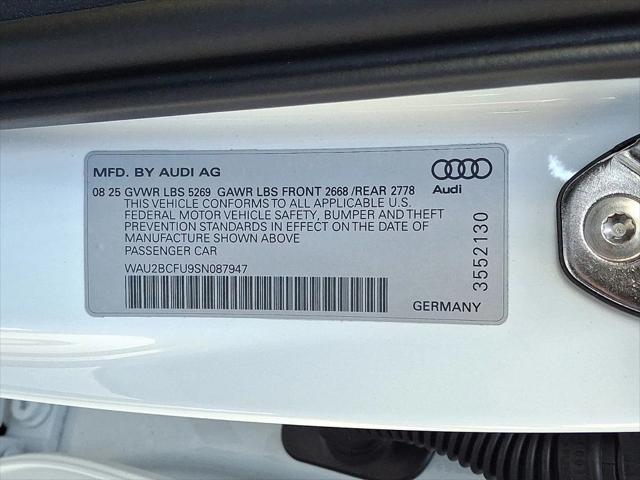 MFD. BY AUDI AG
Audi
08 25 GVWR LBS 5269 GAWR LBS FRONT 2668 /REAR 2778
THIS VEHICLE CONFORMS TO ALL APPLICABLE U.S.
FEDERAL MOTOR VEHICLE SAFETY, BUMPER AND THEFT
PREVENTION STANDARDS IN EFFECT ON THE DATE OF
MANUFACTURE SHOWN ABOVE
PASSENGER CAR
WAU2BCFU9SN087947
GERMANY
3552130